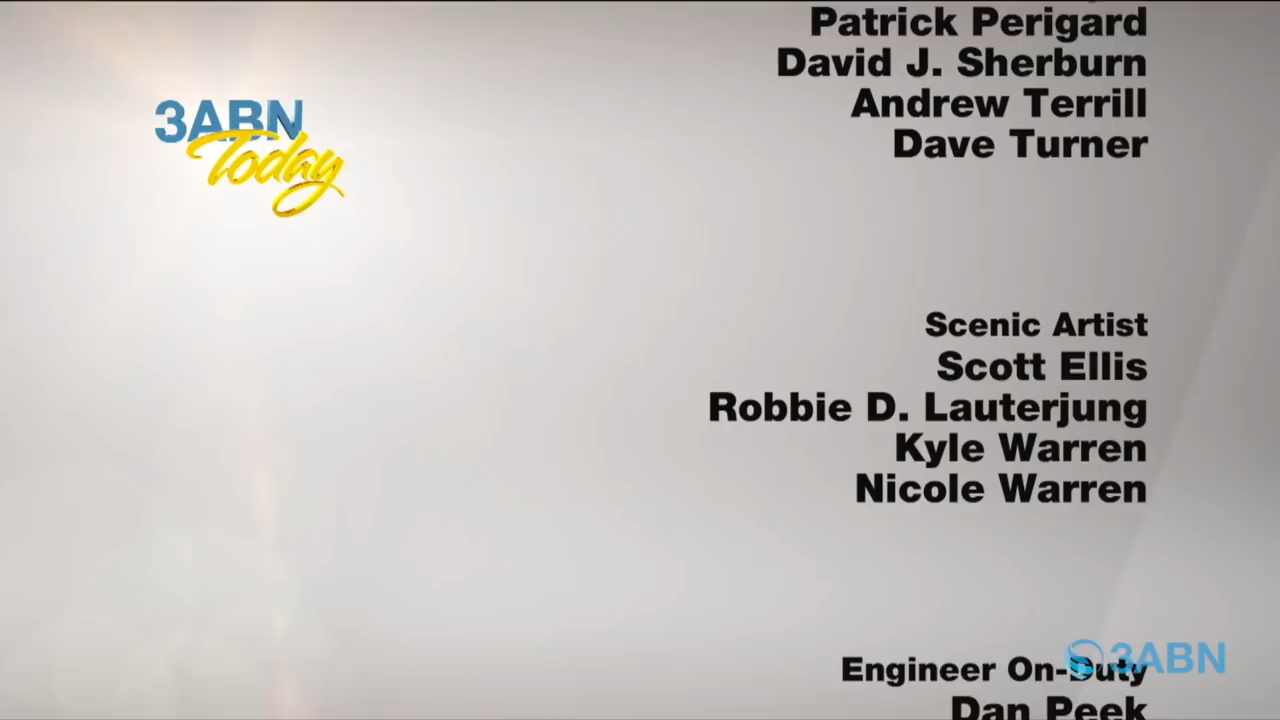 Patrick Perigard
David J. Sherburn
Andrew Terrill
Dave Turner
3ABN
Today
Scenic Artist
Scott Ellis
Robbie D. Lauterjung
Kyle Warren
Nicole Warren
Engineer On-Duty
3ABN
Dan Peek